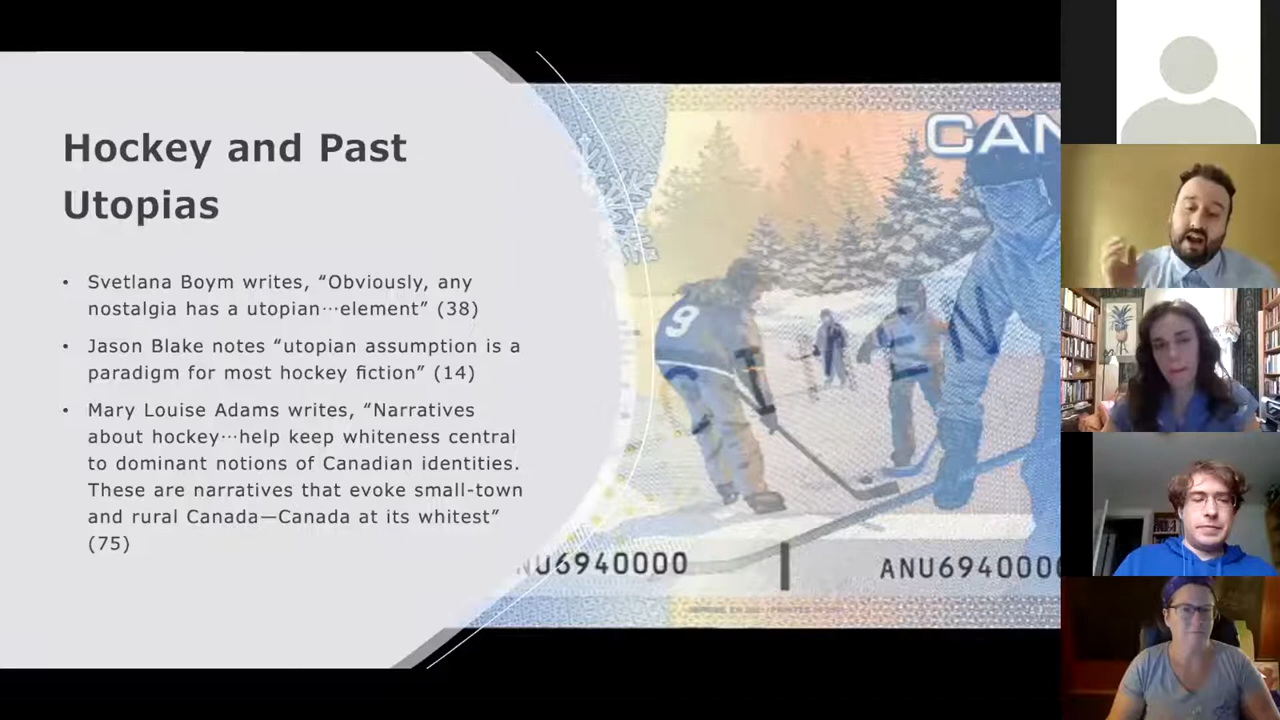 Hockey and Past
Utopias
• Svetlana Boym writes, “Obviously, any
nostalgia has a utopian…element” (38)
• Jason Blake notes “utopian assumption is a
paradigm for most hockey fiction” (14)
• Mary Louise Adams writes, “Narratives
about hockey…help keep whiteness central
to dominant notions of Canadian identities.
These are narratives that evoke small-town
and rural Canada—Canada at its whitest”
(75)
CAN
9
NU6940000
ANU6940000